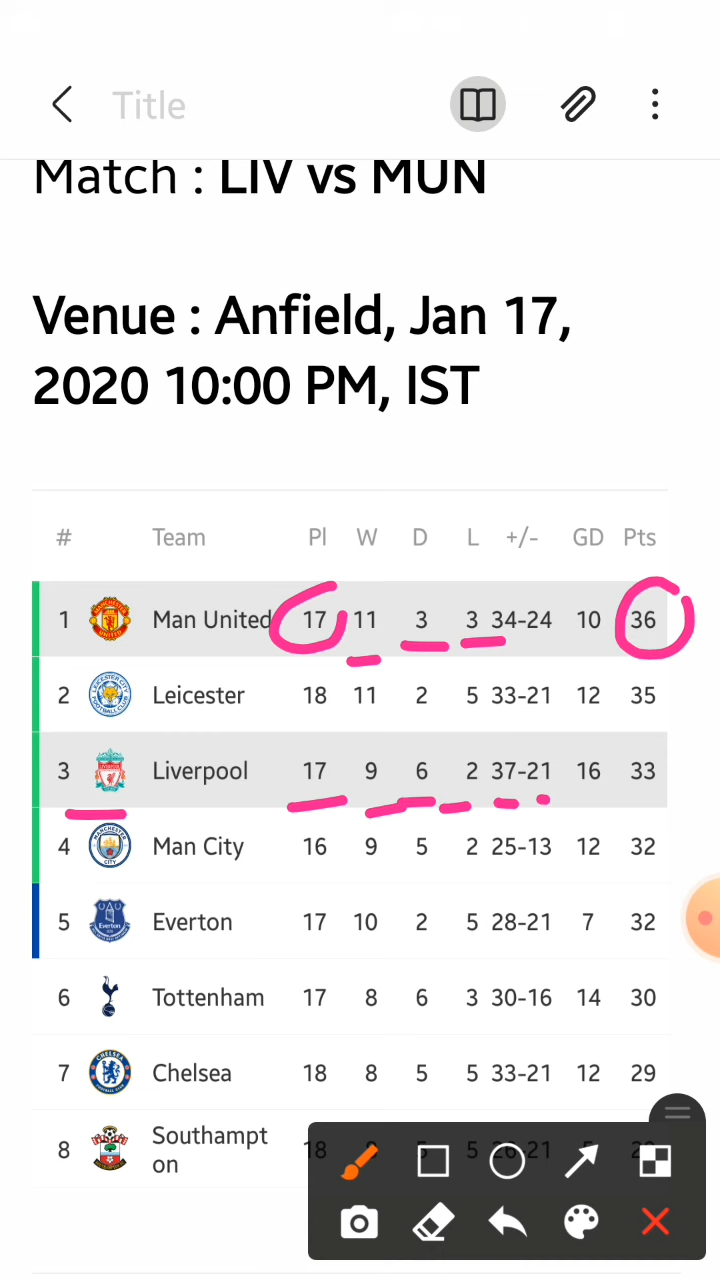 Title
Match : LIV vs MUN
Venue : Anfield, Jan 17,
2020 10:00 PM, IST
# Team Pl W D L +/- GD Pts
1 Man United 17 11 3 3 34-24 10 36
2 Leicester 18 11 2 5 33-21 12 35
3 Liverpool 17 9 6 2 37-21 16 33
4 Man City 16 9 5 2 25-13 12 32
5 Everton 17 10 2 5 28-21 7 32
6 Tottenham 17 8 6 3 30-16 14 30
7 Chelsea 18 8 5 5 33-21 12 29
8 Southampt 18
on